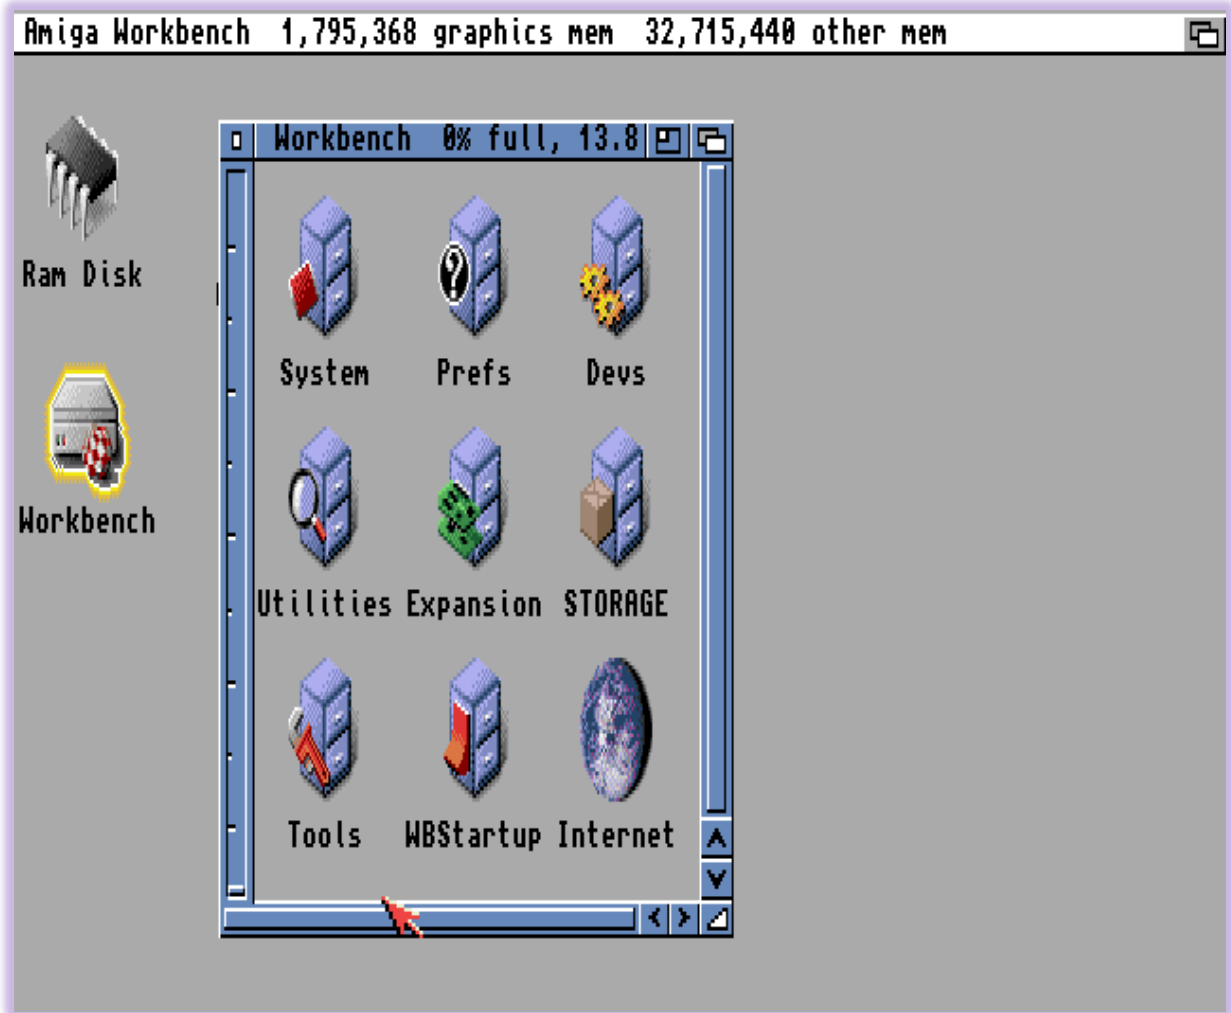 Amiga Workbench 1,795,368 graphics mem 32,715,440 other mem
Ram Disk
Workbench
Workbench 0% full, 13.8
System Prefs Devs
Utilities Expansion STORAGE
Tools WBStartup Internet